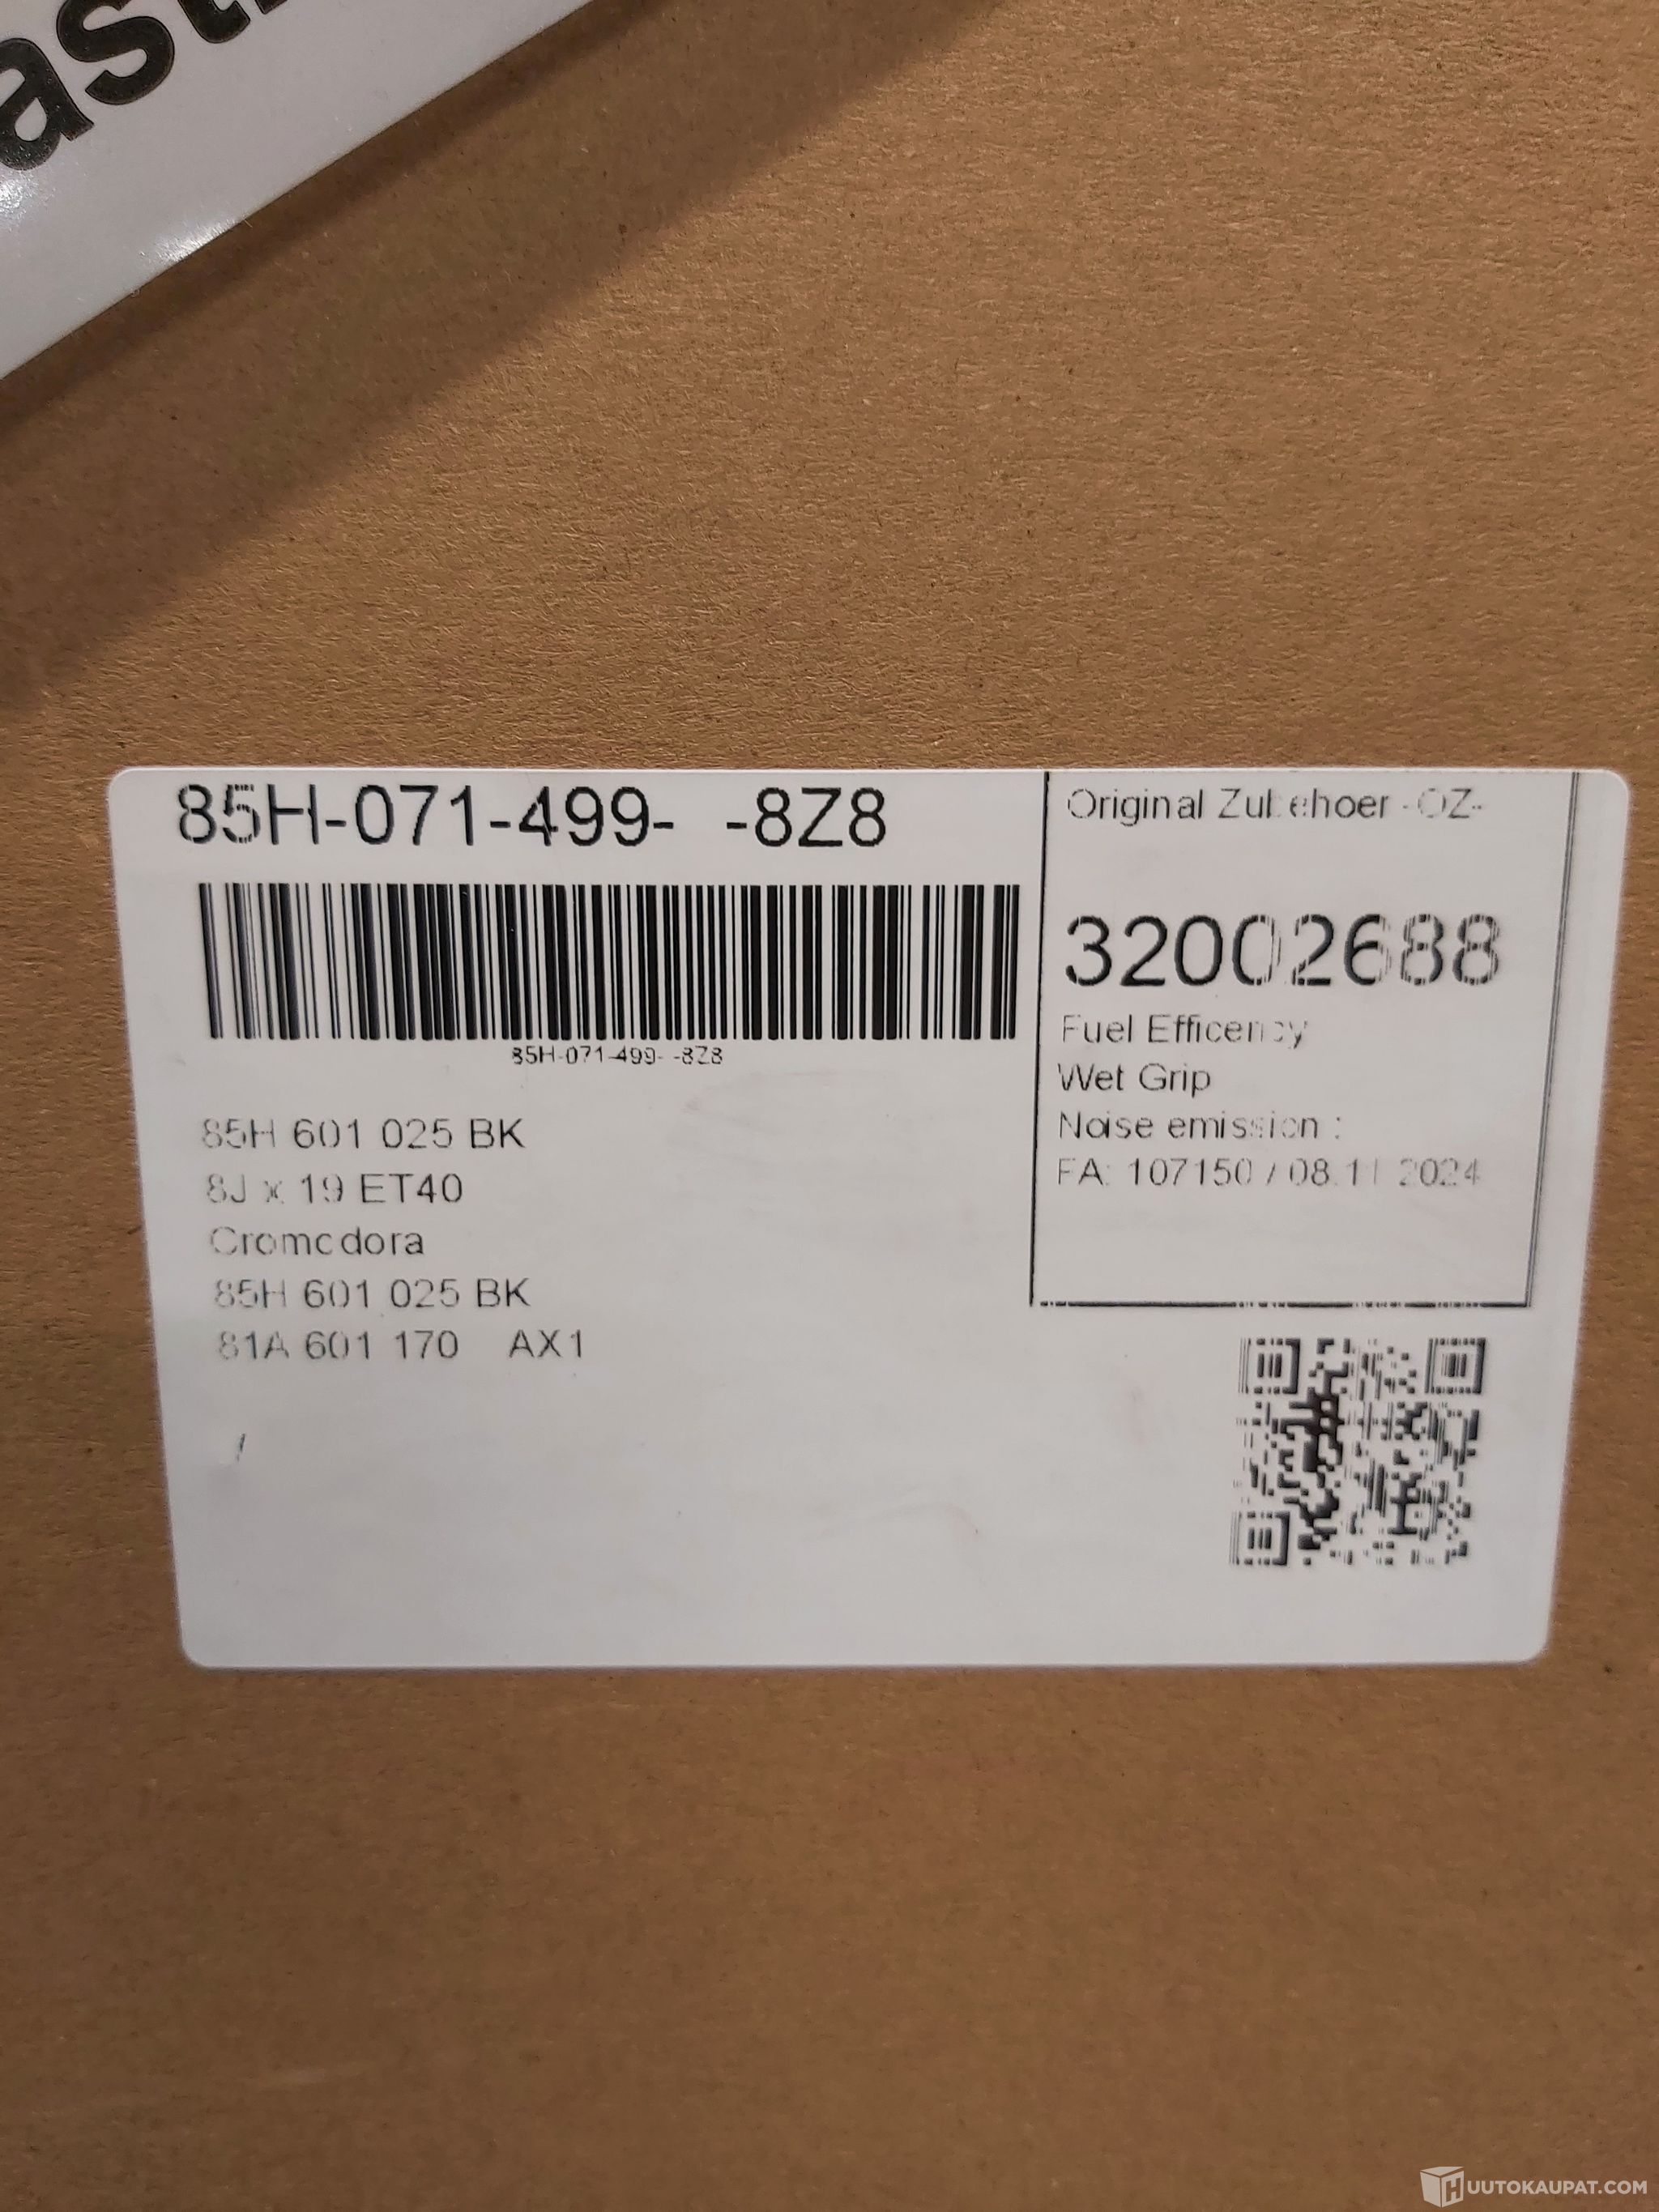 85H-071-499- -8Z8
85H-071-499- -8Z8
85H 601 025 BK
8J x 19 ET40
Cromodora
85H 601 025 BK
81A 601 170 AX1
/
Original Zubehoer -OZ-
32002688
Fuel Efficency
Wet Grip
Noise emission :
FA: 107150 / 08.11.2024
HUUTOKAUPAT.COM